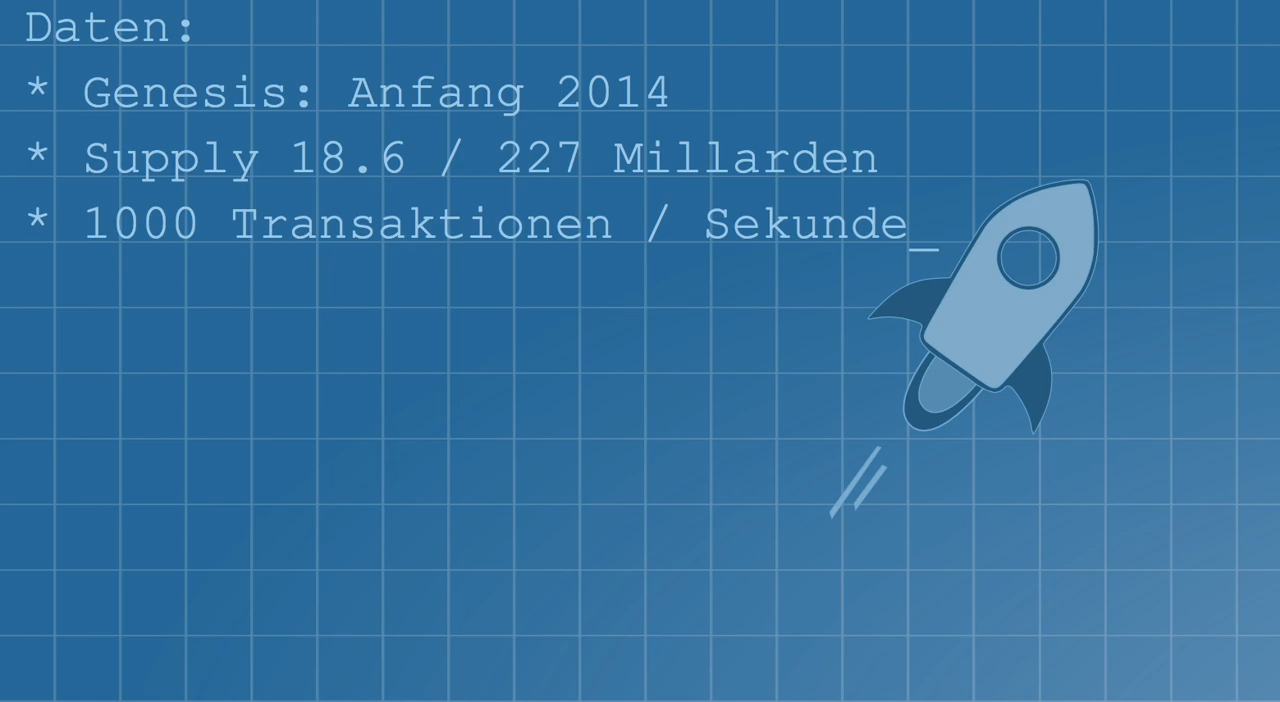 Daten:
* Genesis: Anfang 2014
* Supply 18.6 / 227 Millarden
* 1000 Transaktionen / Sekunde_